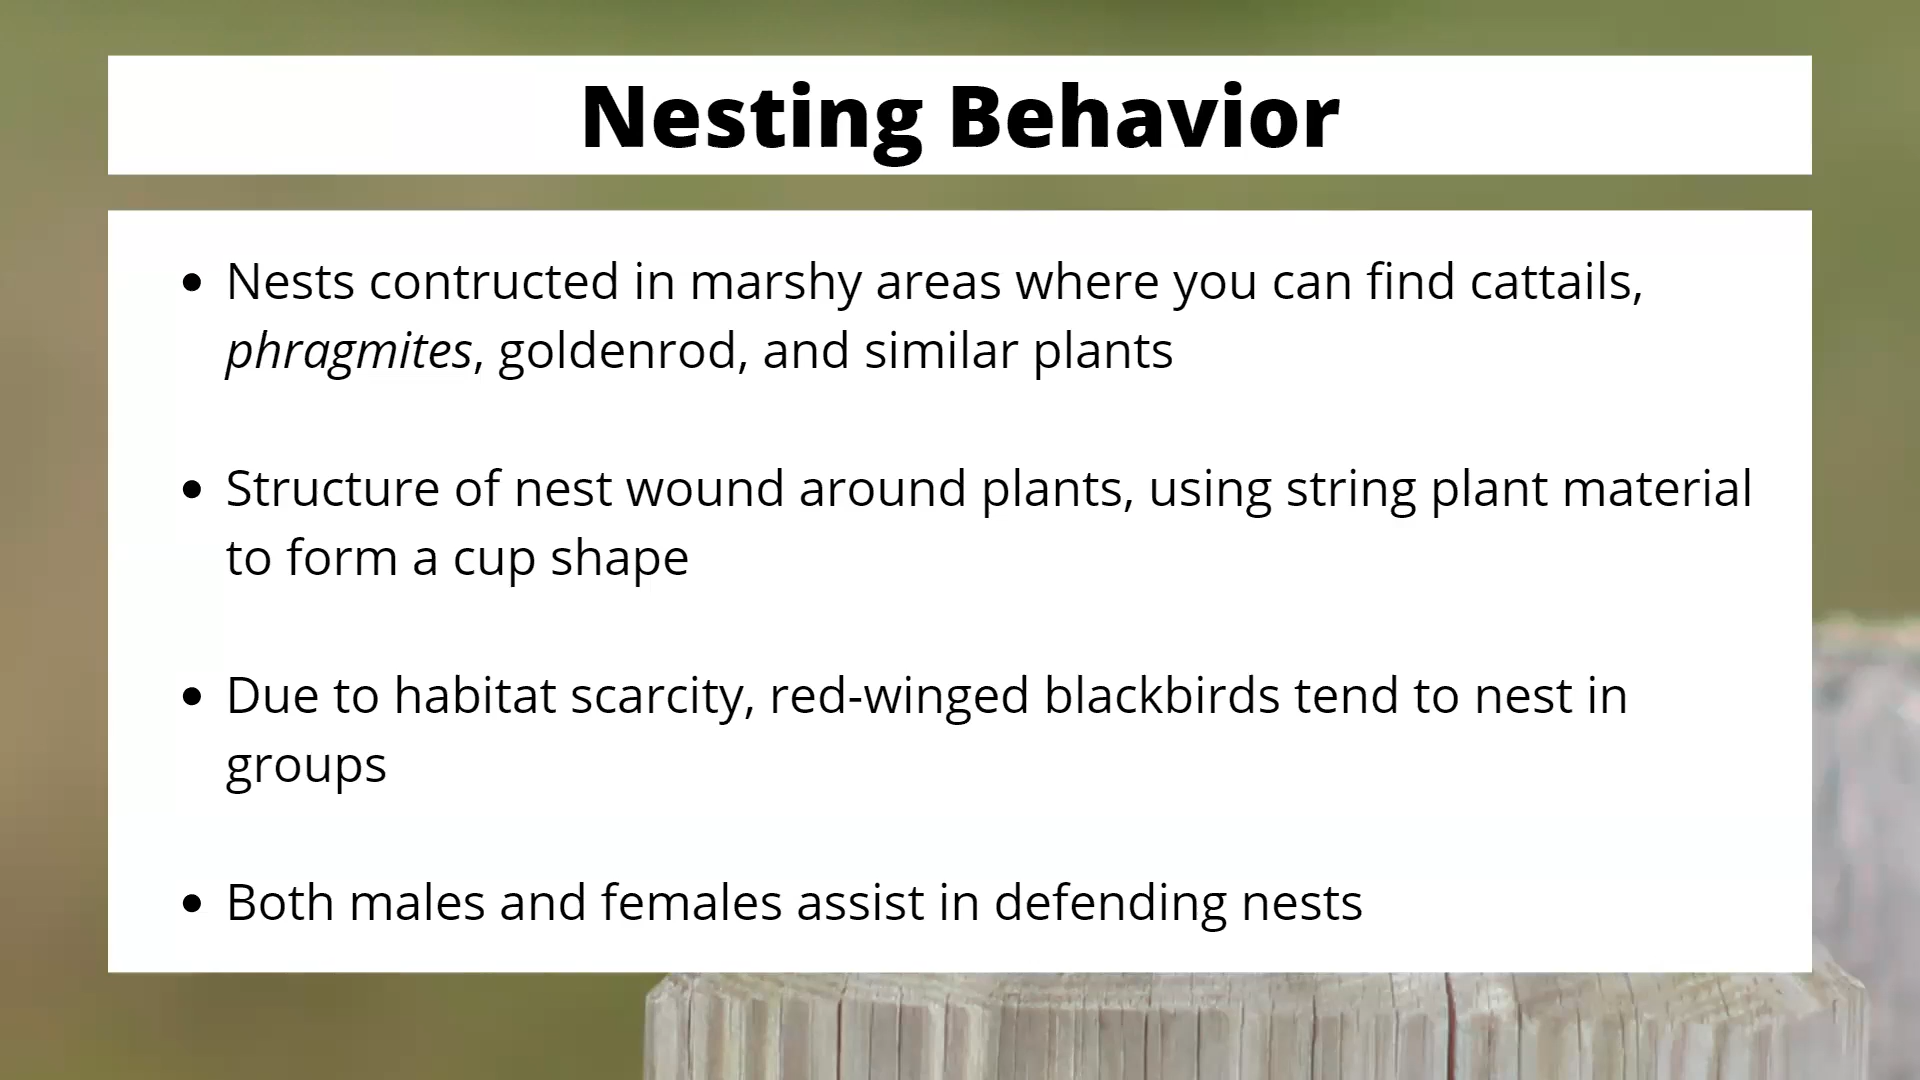 Nesting Behavior
• Nests contructed in marshy areas where you can find cattails,
phragmites, goldenrod, and similar plants
• Structure of nest wound around plants, using string plant material
to form a cup shape
• Due to habitat scarcity, red-winged blackbirds tend to nest in
groups
• Both males and females assist in defending nests